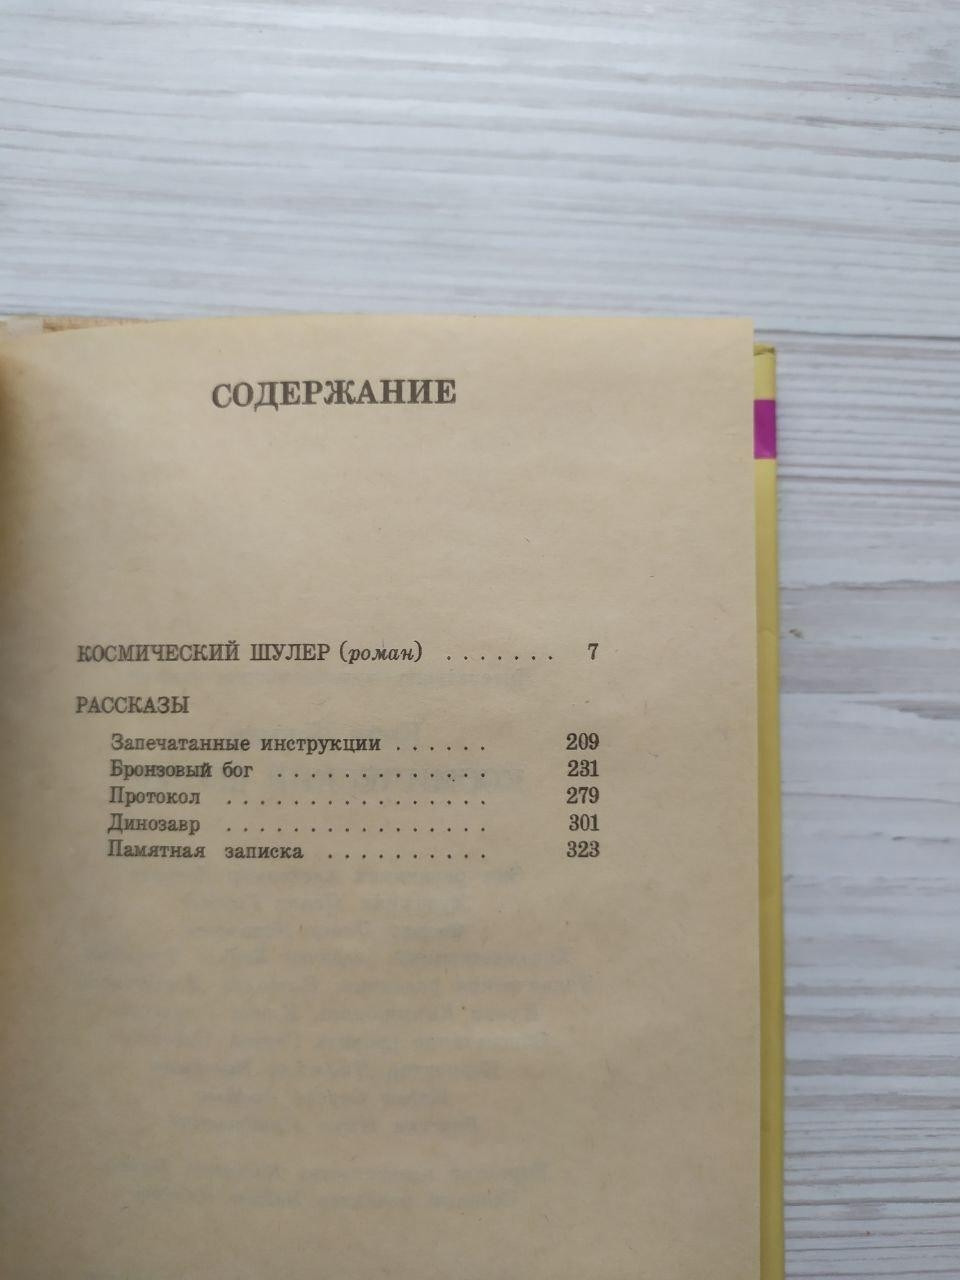 СОДЕРЖАНИЕ
КОСМИЧЕСКИЙ ШУЛЕР (роман) . . . . . . . 7
РАССКАЗЫ
Запечатанные инструкции . . . . . . 209
Бронзовый бог . . . . . . . . . . . . . 231
Протокол . . . . . . . . . . . . . . . . 279
Динозавр . . . . . . . . . . . . . . . . 301
Памятная записка . . . . . . . . . . 323